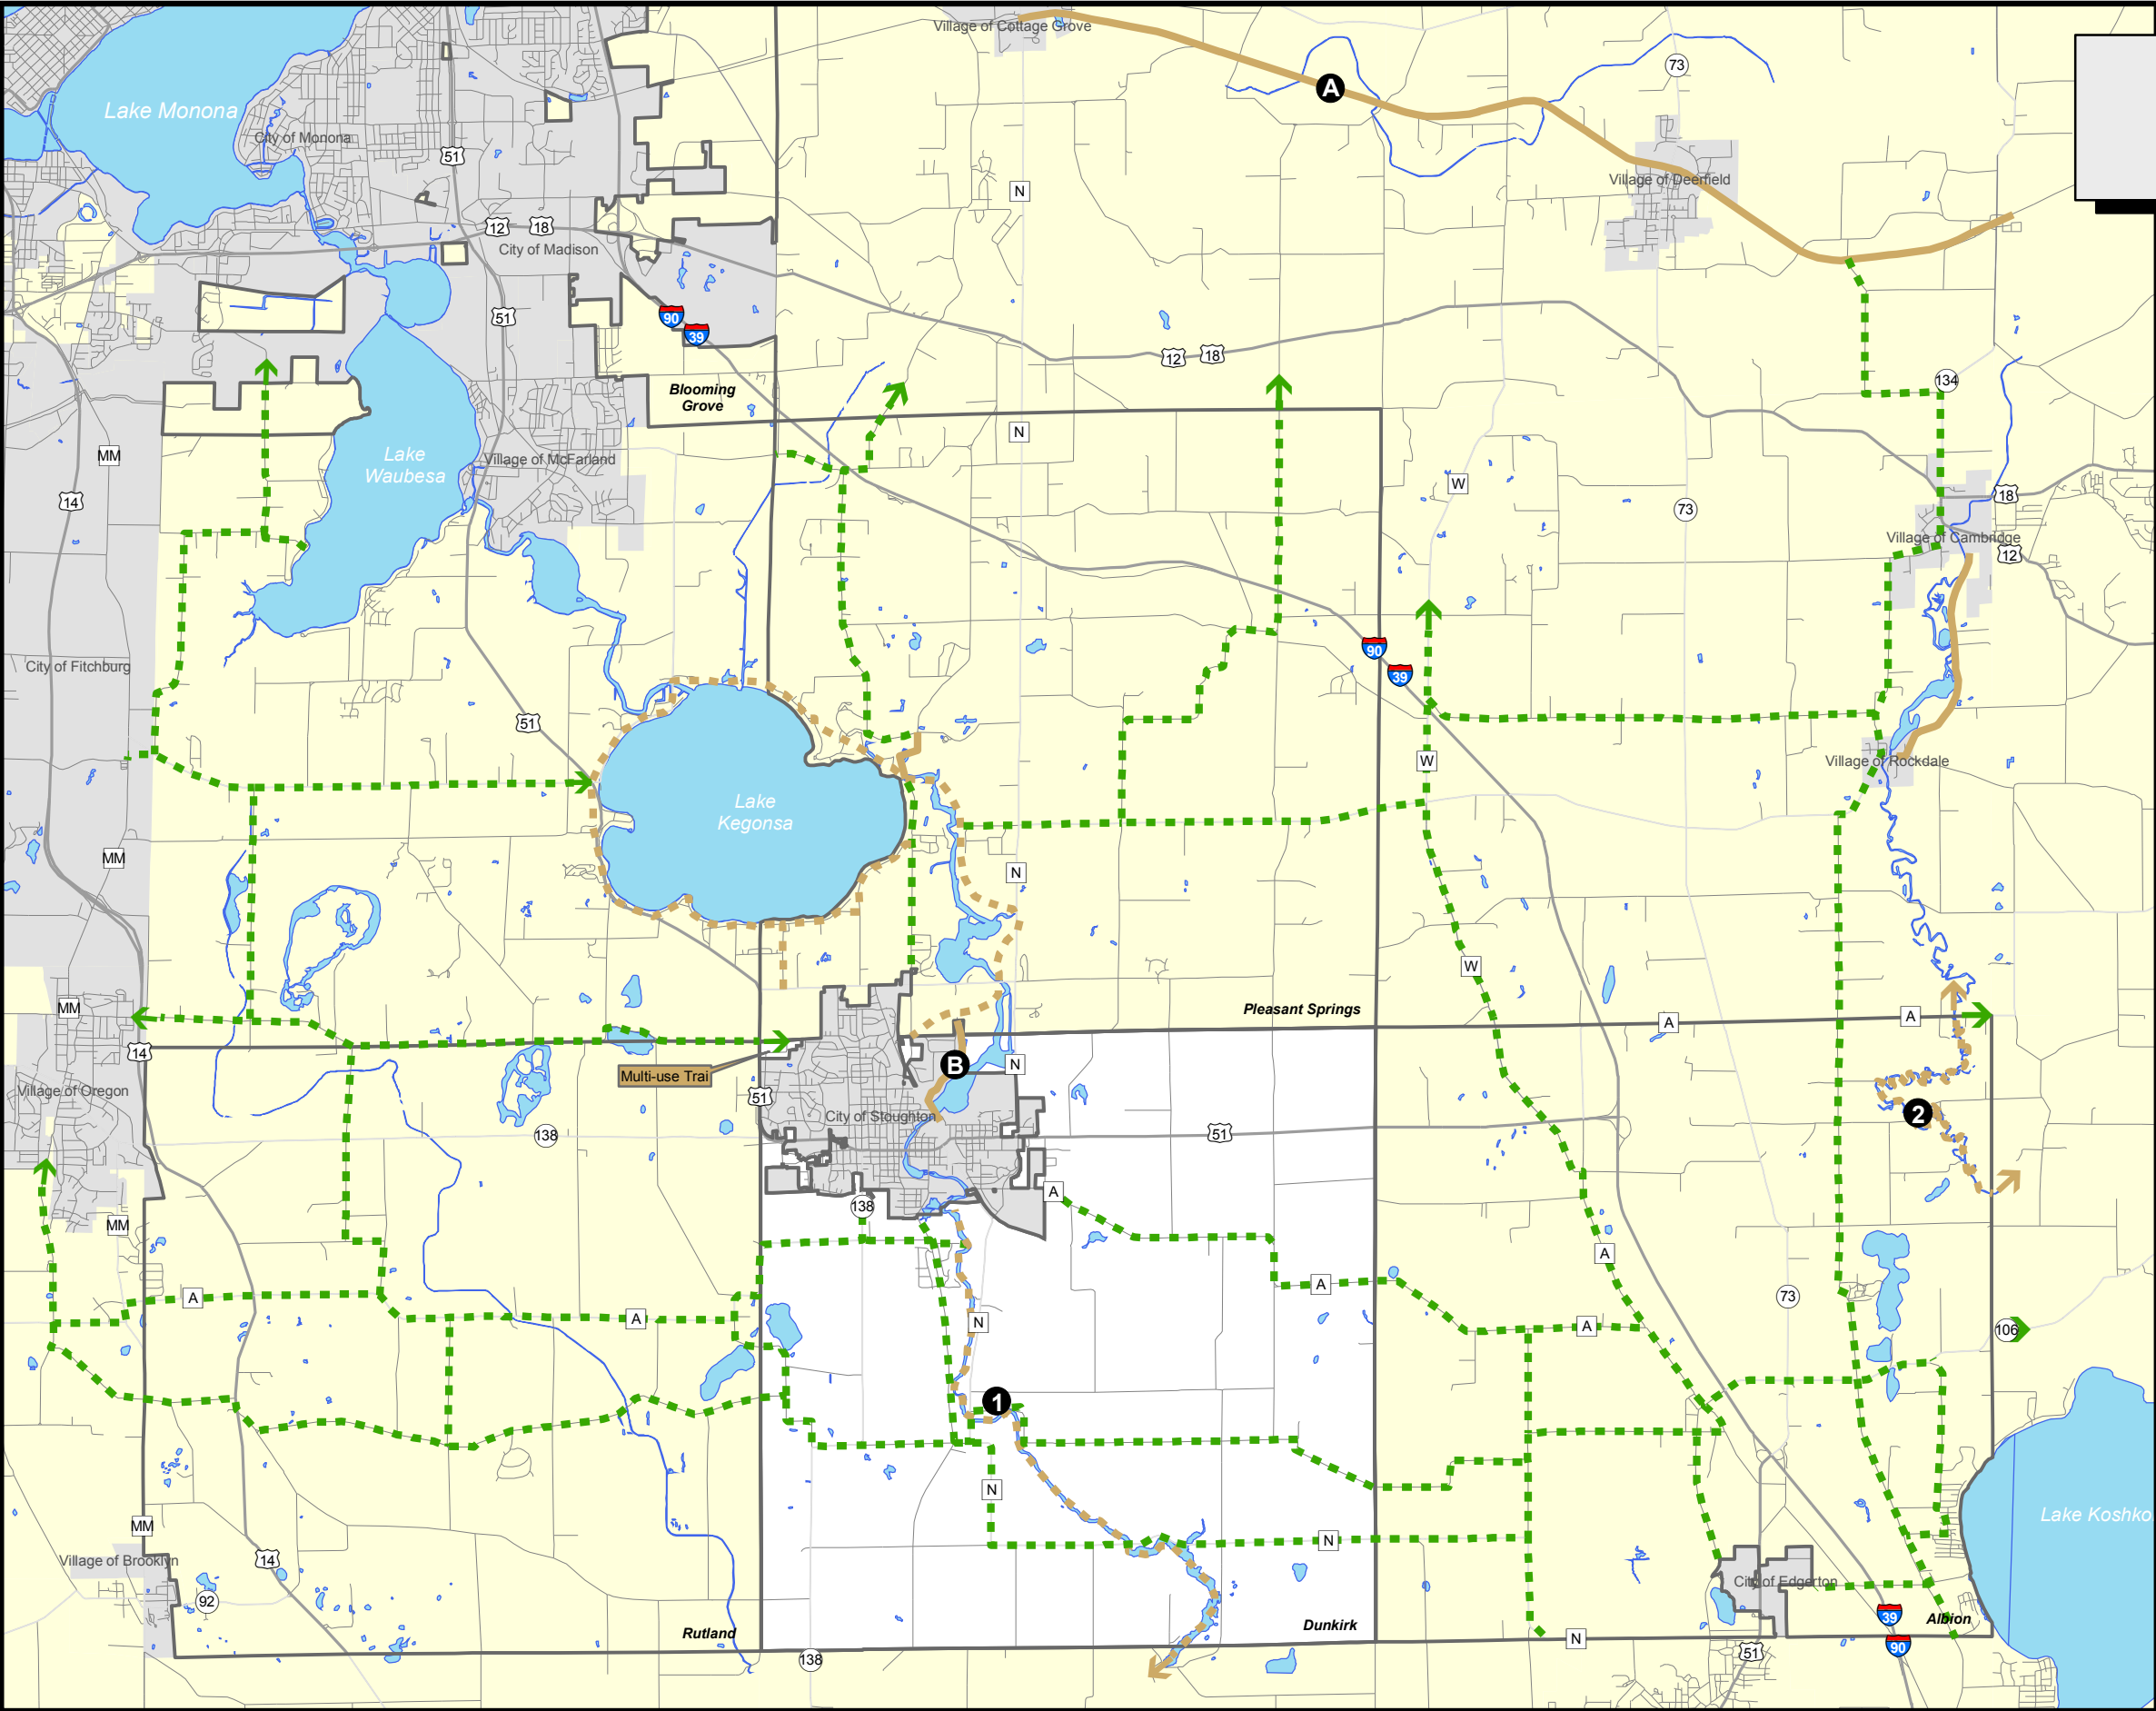 Village of Cottage Grove
A
73
Lake Monona
City of Monona
51
N
Village of Deerfield
12
18
City of Madison
51
90
39
12
18
Blooming
Grove
134
N
MM
Lake
Waubesa
Village of McFarland
W
14
73
18
Village of Cambridge
12
City of Fitchburg
90
39
51
W
Village of Rockdale
Lake
Kegonsa
MM
N
W
MM
Pleasant Springs
A
A
14
B
N
Multi-use Trai
Village of Oregon
51
City of Stoughton
2
138
51
A
138
MM
A
A
A
73
N
A
A
106
1
N
Lake Koshko
MM
N
Village of Brooklyn
14
City of Edgerton
92
39
Albion
Rutland
Dunkirk
N
90
51
138